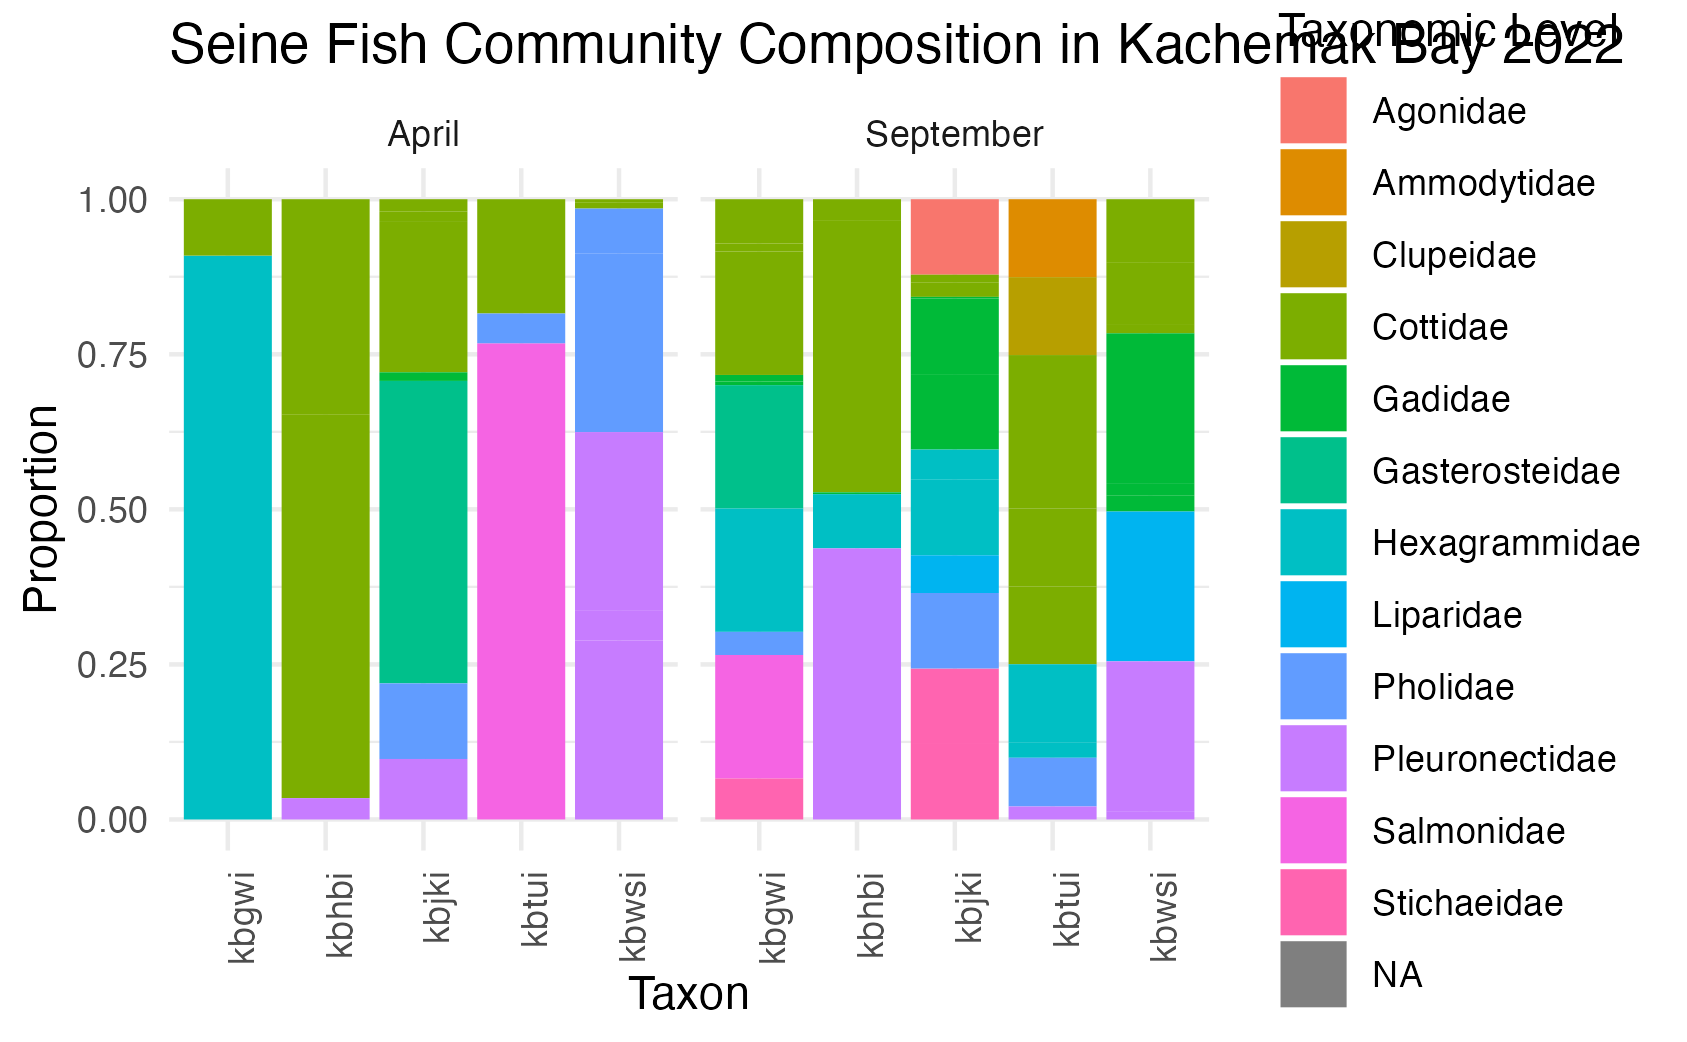 Seine Fish Community Composition in Kachemak Bay 2022
Taxonomic Level
April
September
1.00
0.75
0.50
0.25
0.00
Proportion
kbgwi
kbhbi
kbjki
kbtui
kbwsi
kbgwi
kbhbi
kbjki
kbtui
kbwsi
Taxon
Agonidae
Ammodytidae
Clupeidae
Cottidae
Gadidae
Gasterosteidae
Hexagrammidae
Liparidae
Pholidae
Pleuronectidae
Salmonidae
Stichaeidae
NA